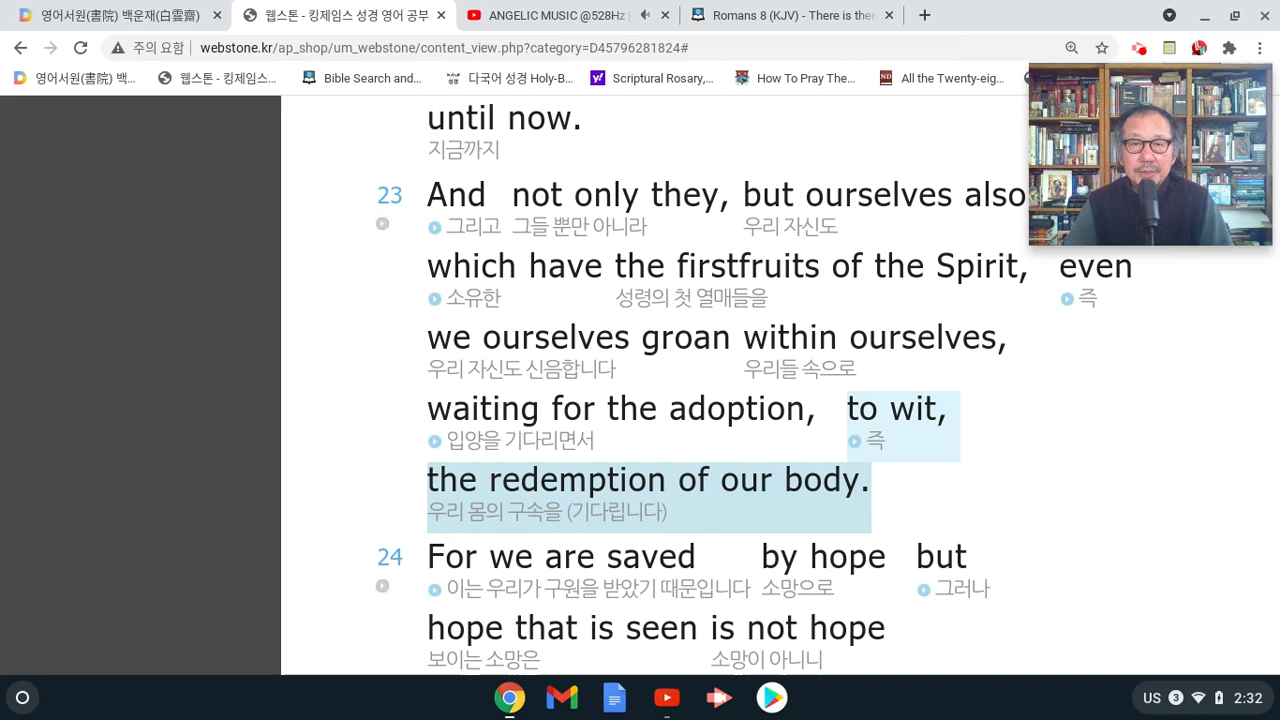 영어서원(書院) 백운재(白雲齋)
웹스톤 - 킹제임스 성경 영어 공부
ANGELIC MUSIC @528Hz
Romans 8 (KJV) - There is ther
주의 요함
webstone.kr/ap_shop/um_webstone/content_view.php?category=D45796281824#
영어서원(書院) 백...
웹스톤 - 킹제임스...
Bible Search and...
다국어 성경 Holy-B...
Scriptural Rosary,...
How To Pray The...
All the Twenty-eig...
until now.
지금까지
23 And not only they, but ourselves also
그리고 그들 뿐만 아니라 우리 자신도
which have the firstfruits of the Spirit, even
소유한 성령의 첫 열매들을 즉
we ourselves groan within ourselves,
우리 자신도 신음합니다 우리들 속으로
waiting for the adoption, to wit,
입양을 기다리면서 즉
the redemption of our body.
우리 몸의 구속을 (기다립니다)
24 For we are saved by hope but
이는 우리가 구원을 받았기 때문입니다 소망으로 그러나
hope that is seen is not hope
보이는 소망은 소망이 아니니
US 3 2:32